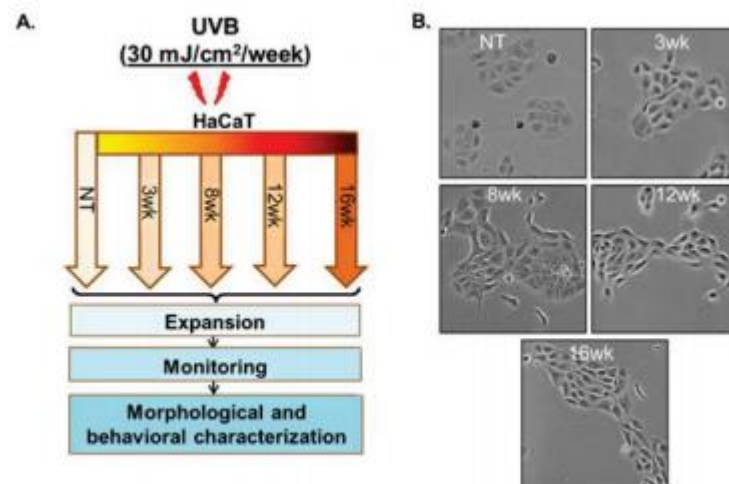 A.
UVB
(30 mJ/cm²/week)
HaCaT
NT
3wk
8wk
12wk
16wk
Expansion
Monitoring
Morphological and
behavioral characterization
B.
NT
3wk
8wk
12wk
16wk